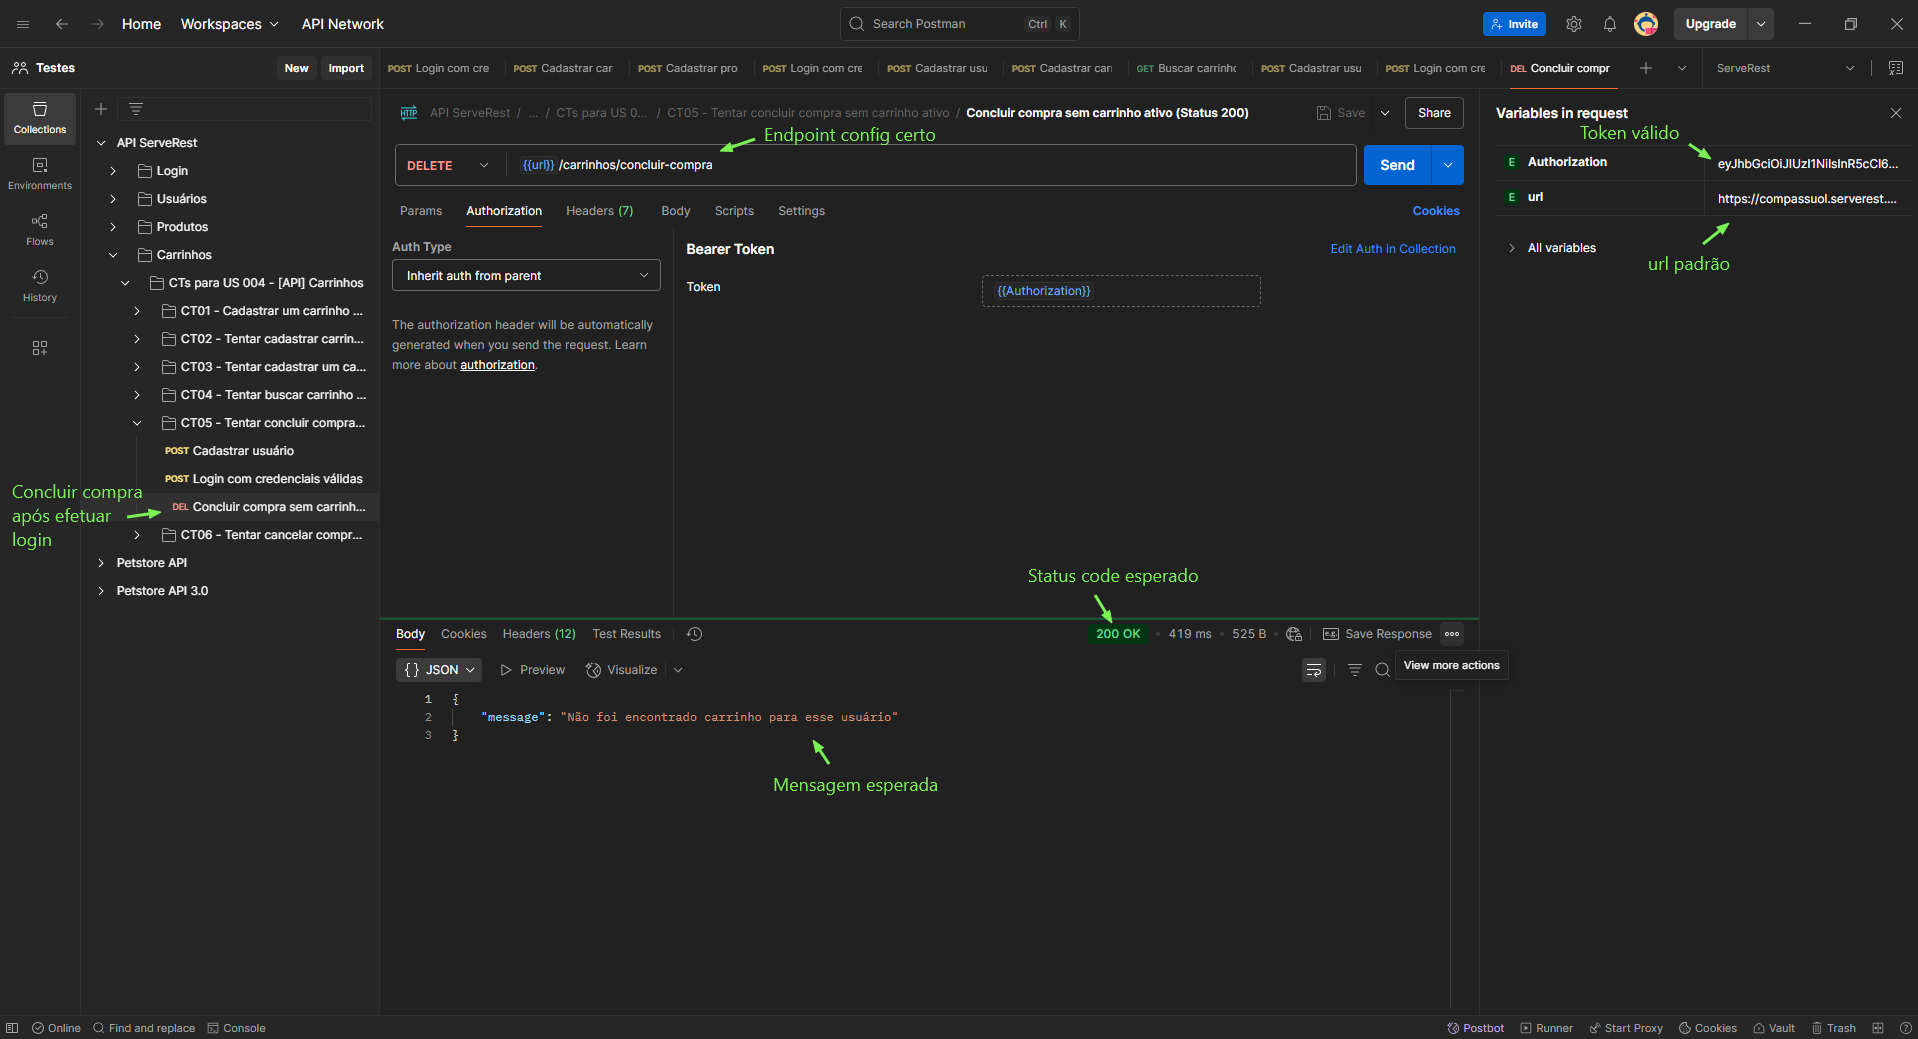 Home
Workspaces
API Network
Search Postman
Ctrl
K
Invite
Upgrade
Testes
New
Import
POST Login com cre
POST Cadastrar car
POST Cadastrar pro
POST Login com cre
POST Cadastrar usu
POST Cadastrar carr
GET Buscar carrinho
POST Cadastrar usu
POST Login com cre
DEL Concluir compr
ServeRest
Collections
Environments
Flows
History
API ServeRest
Login
Usuários
Produtos
Carrinhos
CTs para US 004 - [API] Carrinhos
CT01 - Cadastrar um carrinho ...
CT02 - Tentar cadastrar carrin...
CT03 - Tentar cadastrar um ca...
CT04 - Tentar buscar carrinho ...
CT05 - Tentar concluir compra...
POST Cadastrar usuário
POST Login com credenciais válidas
DEL Concluir compra sem carrinh...
CT06 - Tentar cancelar compr...
Petstore API
Petstore API 3.0
Concluir compra
após efetuar
login
HTTP API ServeRest / ... / CTs para US 0... / CT05 - Tentar concluir compra sem carrinho ativo / Concluir compra sem carrinho ativo (Status 200)
Save
Share
Endpoint config certo
DELETE
{{url}} /carrinhos/concluir-compra
Send
Params
Authorization
Headers (7)
Body
Scripts
Settings
Cookies
Auth Type
Inherit auth from parent
The authorization header will be automatically
generated when you send the request. Learn
more about authorization.
Bearer Token
Edit Auth in Collection
Token
{{Authorization}}
Variables in request
Token válido
E Authorization
eyJhbGciOiJIUzI1NiIsInR5cCI6...
E url
https://compassuol.serverest....
url padrão
All variables
Status code esperado
Body
Cookies
Headers (12)
Test Results
200 OK
419 ms
525 B
e.g. Save Response
View more actions
{} JSON
Preview
Visualize
1 {
2 "message": "Não foi encontrado carrinho para esse usuário"
3 }
Mensagem esperada
Online
Find and replace
Console
Postbot
Runner
Start Proxy
Cookies
Vault
Trash